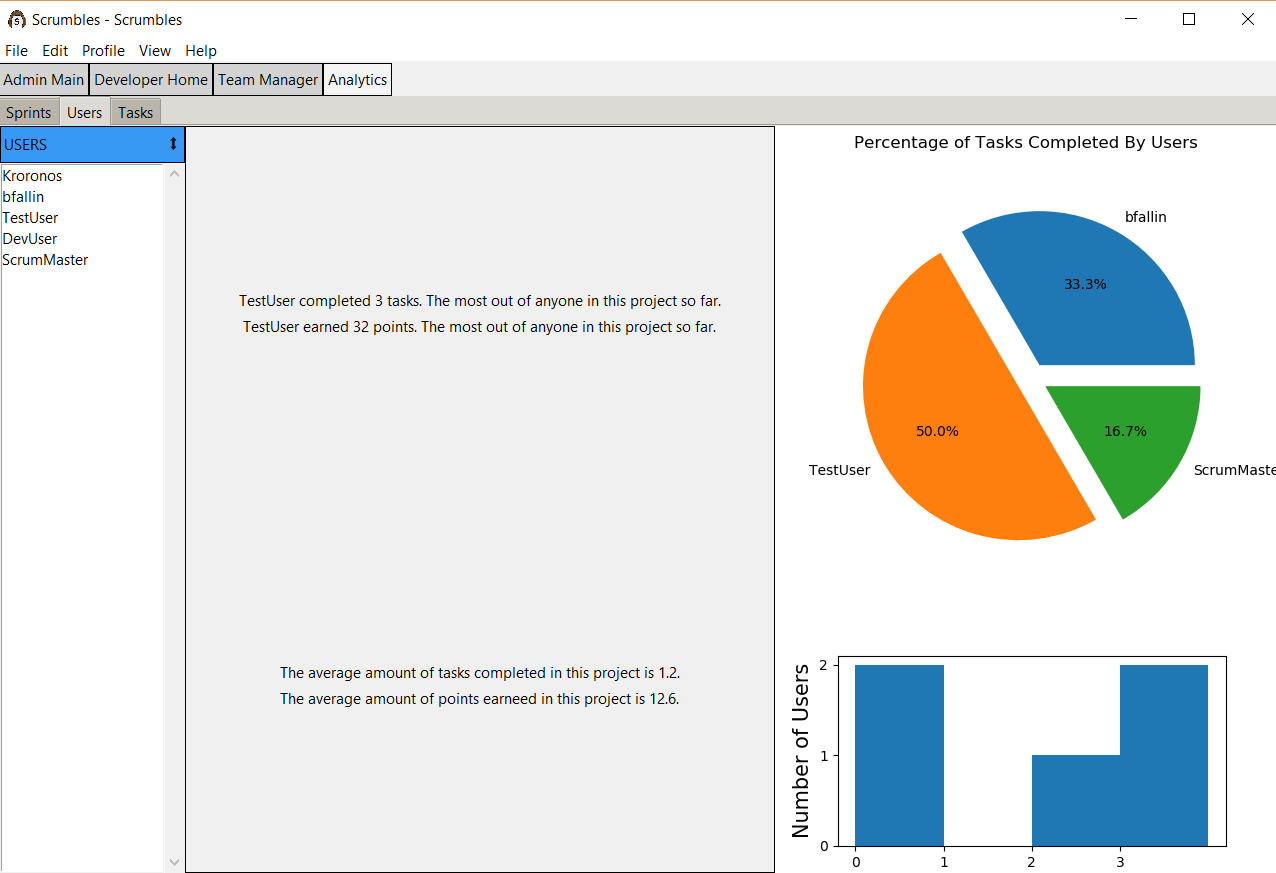 Scrumbles - Scrumbles
File Edit Profile View Help
Admin Main Developer Home Team Manager Analytics
Sprints Users Tasks
USERS
Kroronos
bfallin
TestUser
DevUser
ScrumMaster
TestUser completed 3 tasks. The most out of anyone in this project so far.
TestUser earned 32 points. The most out of anyone in this project so far.
The average amount of tasks completed in this project is 1.2.
The average amount of points earneed in this project is 12.6.
Percentage of Tasks Completed By Users
bfallin
33.3%
50.0%
16.7%
TestUser
ScrumMaste
Number of Users
2
1
0
0 1 2 3